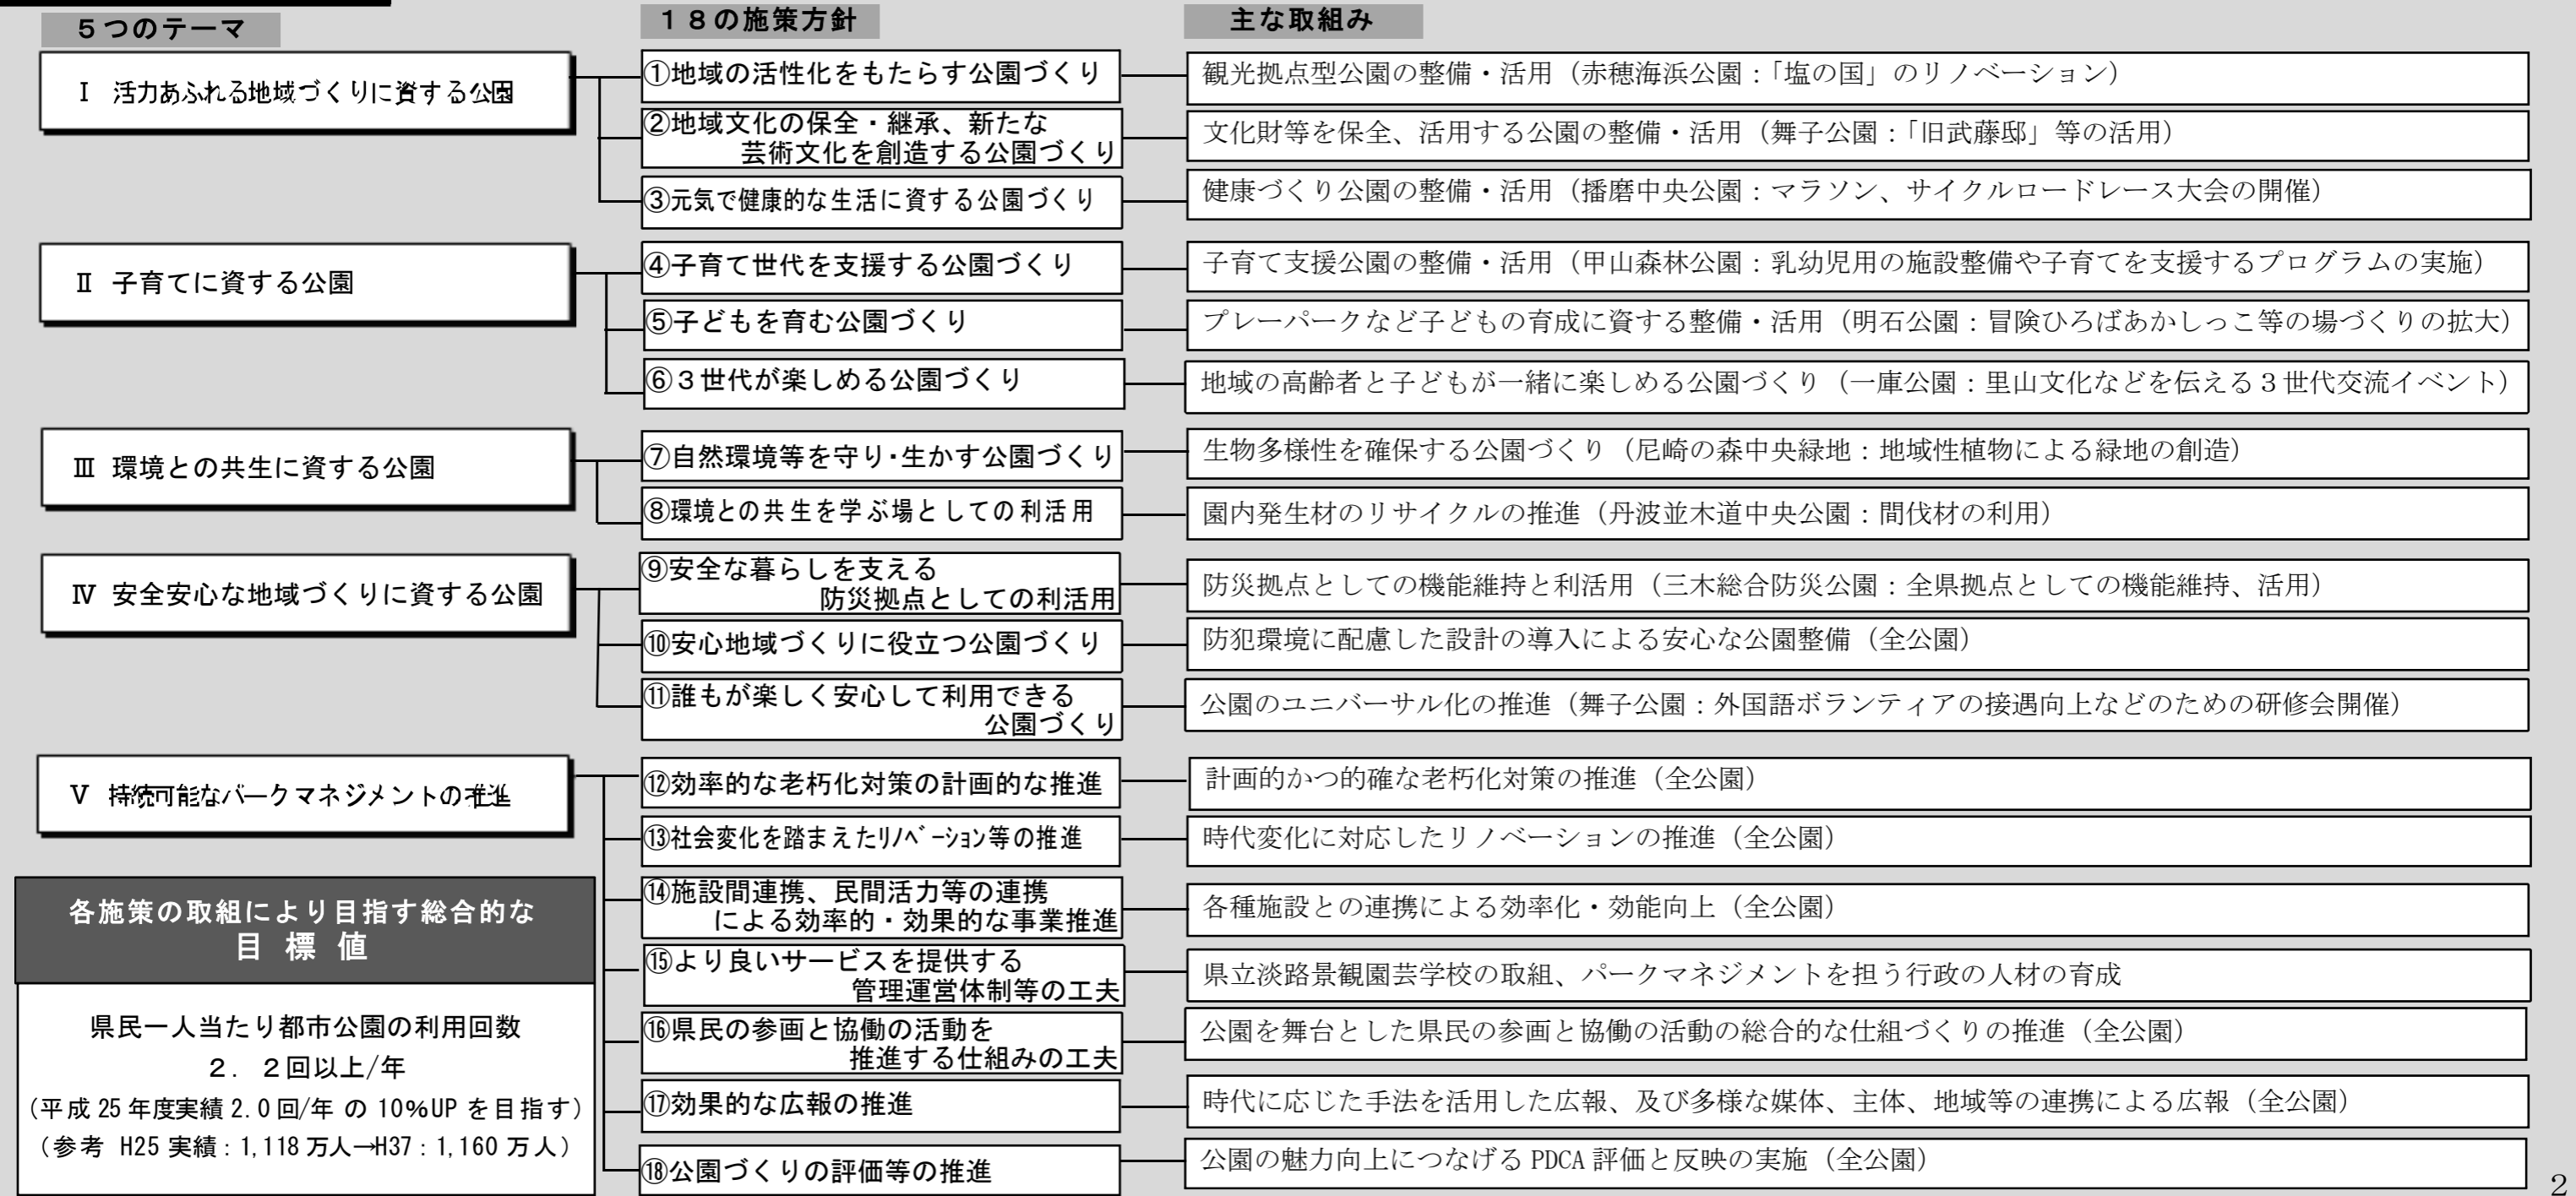 5つのテーマ
18の施策方針
主な取組み
Ⅰ 活力あふれる地域づくりに資する公園
①地域の活性化をもたらす公園づくり
観光拠点型公園の整備・活用（赤穂海浜公園：「塩の国」のリノベーション）
②地域文化の保全・継承、新たな
芸術文化を創造する公園づくり
文化財等を保全、活用する公園の整備・活用（舞子公園：「旧武藤邸」等の活用）
③元気で健康的な生活に資する公園づくり
健康づくり公園の整備・活用（播磨中央公園：マラソン、サイクルロードレース大会の開催）
Ⅱ 子育てに資する公園
④子育て世代を支援する公園づくり
子育て支援公園の整備・活用（甲山森林公園：乳幼児用の施設整備や子育てを支援するプログラムの実施）
⑤子どもを育む公園づくり
プレーパークなど子どもの育成に資する整備・活用（明石公園：冒険ひろばあかしっこ等の場づくりの拡大）
⑥３世代が楽しめる公園づくり
地域の高齢者と子どもが一緒に楽しめる公園づくり（一庫公園：里山文化などを伝える３世代交流イベント）
Ⅲ 環境との共生に資する公園
⑦自然環境等を守り・生かす公園づくり
生物多様性を確保する公園づくり（尼崎の森中央緑地：地域性植物による緑地の創造）
⑧環境との共生を学ぶ場としての利活用
園内発生材のリサイクルの推進（丹波並木道中央公園：間伐材の利用）
Ⅳ 安全安心な地域づくりに資する公園
⑨安全な暮らしを支える
防災拠点としての利活用
防災拠点としての機能維持と利活用（三木総合防災公園：全県拠点としての機能維持、活用）
⑩安心地域づくりに役立つ公園づくり
防犯環境に配慮した設計の導入による安心な公園整備（全公園）
⑪誰もが楽しく安心して利用できる
公園づくり
公園のユニバーサル化の推進（舞子公園：外国語ボランティアの接遇向上などのための研修会開催）
Ⅴ 持続可能なパークマネジメントの推進
⑫効率的な老朽化対策の計画的な推進
計画的かつ的確な老朽化対策の推進（全公園）
⑬社会変化を踏まえたﾘﾉﾍﾞｰｼｮﾝ等の推進
時代変化に対応したリノベーションの推進（全公園）
⑭施設間連携、民間活力等の連携
による効率的・効果的な事業推進
各種施設との連携による効率化・効能向上（全公園）
⑮より良いサービスを提供する
管理運営体制等の工夫
県立淡路景観園芸学校の取組、パークマネジメントを担う行政の人材の育成
⑯県民の参画と協働の活動を
推進する仕組みの工夫
公園を舞台とした県民の参画と協働の活動の総合的な仕組づくりの推進（全公園）
⑰効果的な広報の推進
時代に応じた手法を活用した広報、及び多様な媒体、主体、地域等の連携による広報（全公園）
⑱公園づくりの評価等の推進
公園の魅力向上につなげる PDCA 評価と反映の実施（全公園）
各施策の取組により目指す総合的な
目 標 値
県民一人当たり都市公園の利用回数
２．２回以上/年
（平成 25 年度実績 2.0 回/年 の 10%UP を目指す）
（参考 H25 実績：1,118 万人→H37：1,160 万人）
2